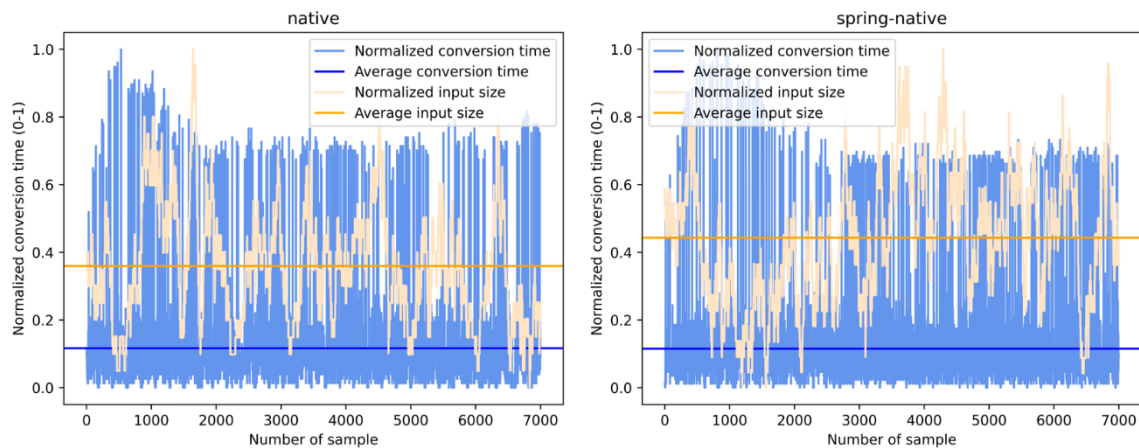 native
Normalized conversion time (0-1)
1.0
0.8
0.6
0.4
0.2
0.0
Normalized conversion time
Average conversion time
Normalized input size
Average input size
0 1000 2000 3000 4000 5000 6000 7000
Number of sample
spring-native
Normalized conversion time (0-1)
1.0
0.8
0.6
0.4
0.2
0.0
Normalized conversion time
Average conversion time
Normalized input size
Average input size
0 1000 2000 3000 4000 5000 6000 7000
Number of sample